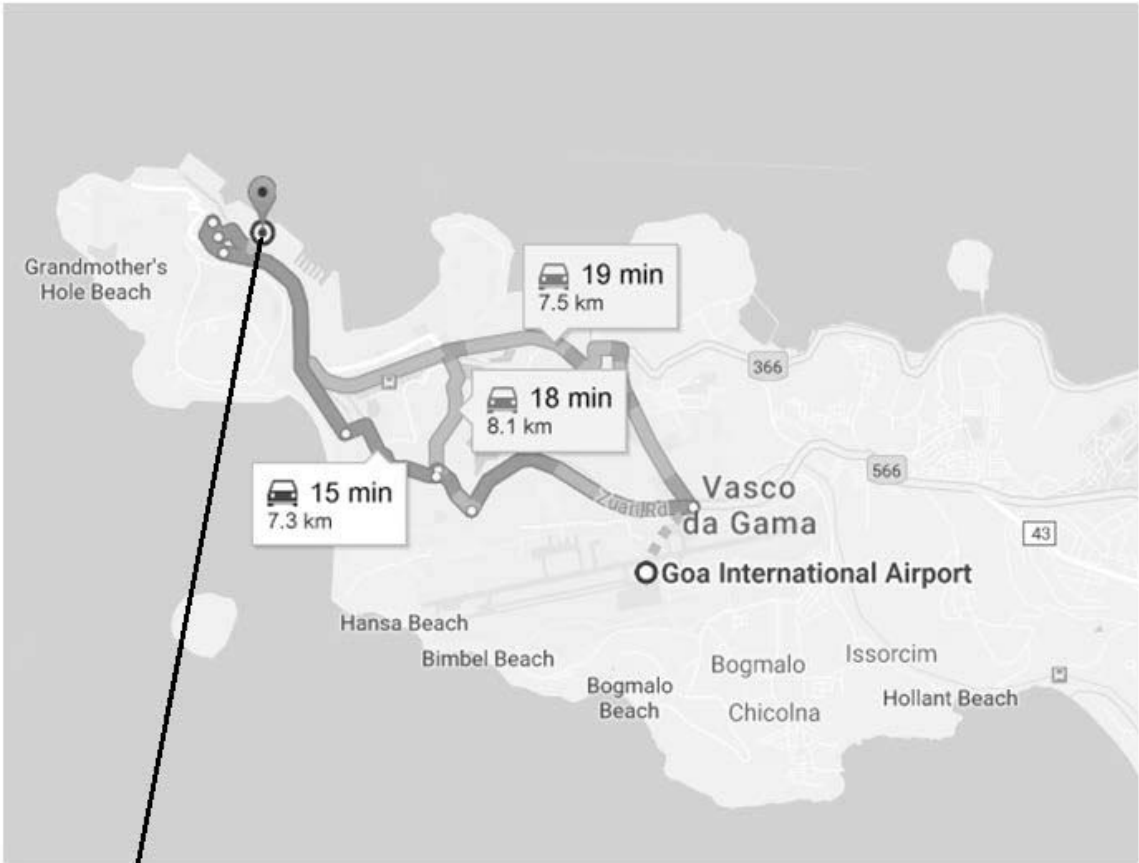 Grandmother's
Hole Beach
19 min
7.5 km
366
18 min
8.1 km
15 min
7.3 km
566
Zuari Rd
Vasco
da Gama
43
Goa International Airport
Hansa Beach
Bimbel Beach
Bogmalo
Issorcim
Bogmalo
Beach
Hollant Beach
Chicolna